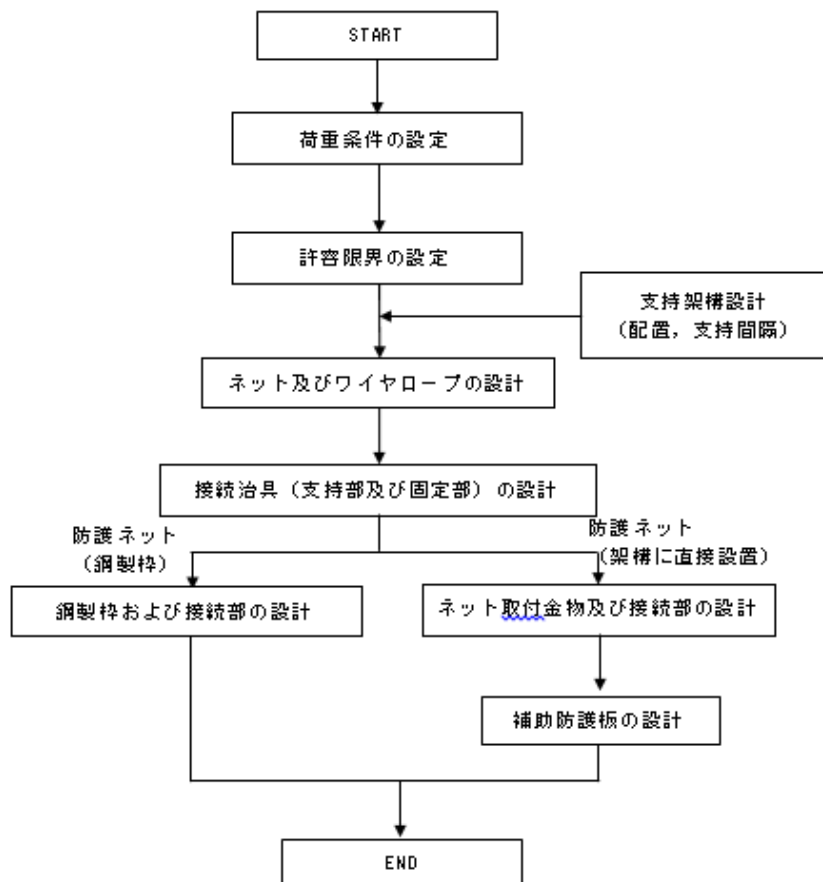 START
荷重条件の設定
許容限界の設定
支持架構設計
（配置，支持間隔）
ネット及びワイヤロープの設計
接続治具（支持部及び固定部）の設計
防護ネット
（鋼製枠）
防護ネット
（架構に直接設置）
鋼製枠および接続部の設計
ネット取付金物及び接続部の設計
補助防護板の設計
END